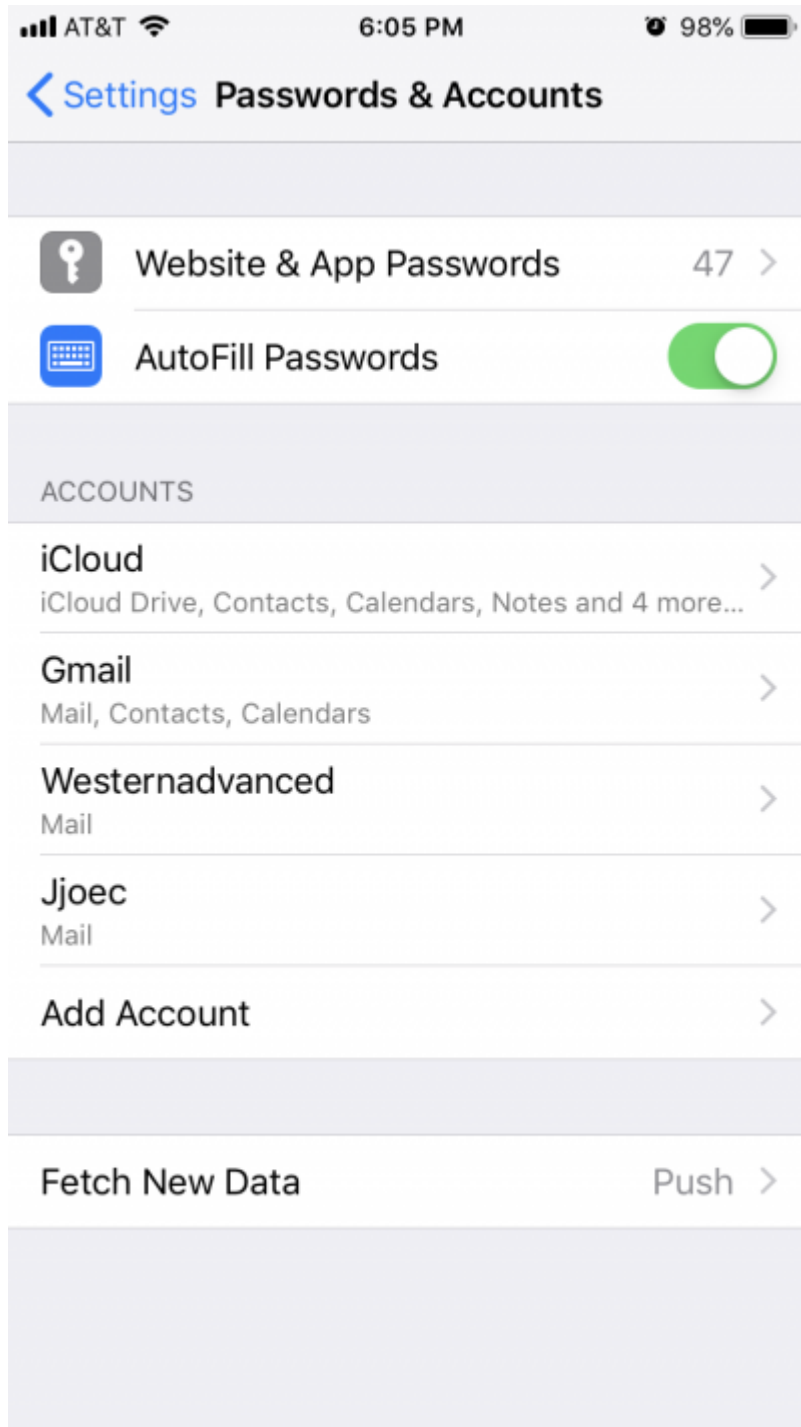 AT&T 6:05 PM 98%
Settings Passwords & Accounts
Website & App Passwords 47
AutoFill Passwords
ACCOUNTS
iCloud
iCloud Drive, Contacts, Calendars, Notes and 4 more...
Gmail
Mail, Contacts, Calendars
Westernadvanced
Mail
Jjoec
Mail
Add Account
Fetch New Data Push